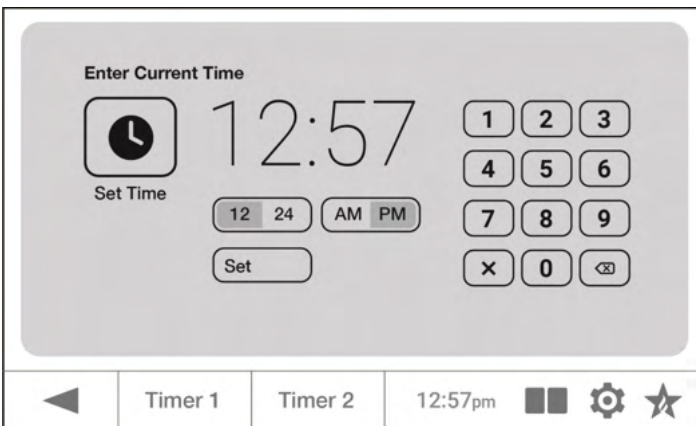 Enter Current Time
12:57
Set Time
12 24 AM PM
Set
1 2 3
4 5 6
7 8 9
× 0 ⌫
Timer 1 Timer 2 12:57pm